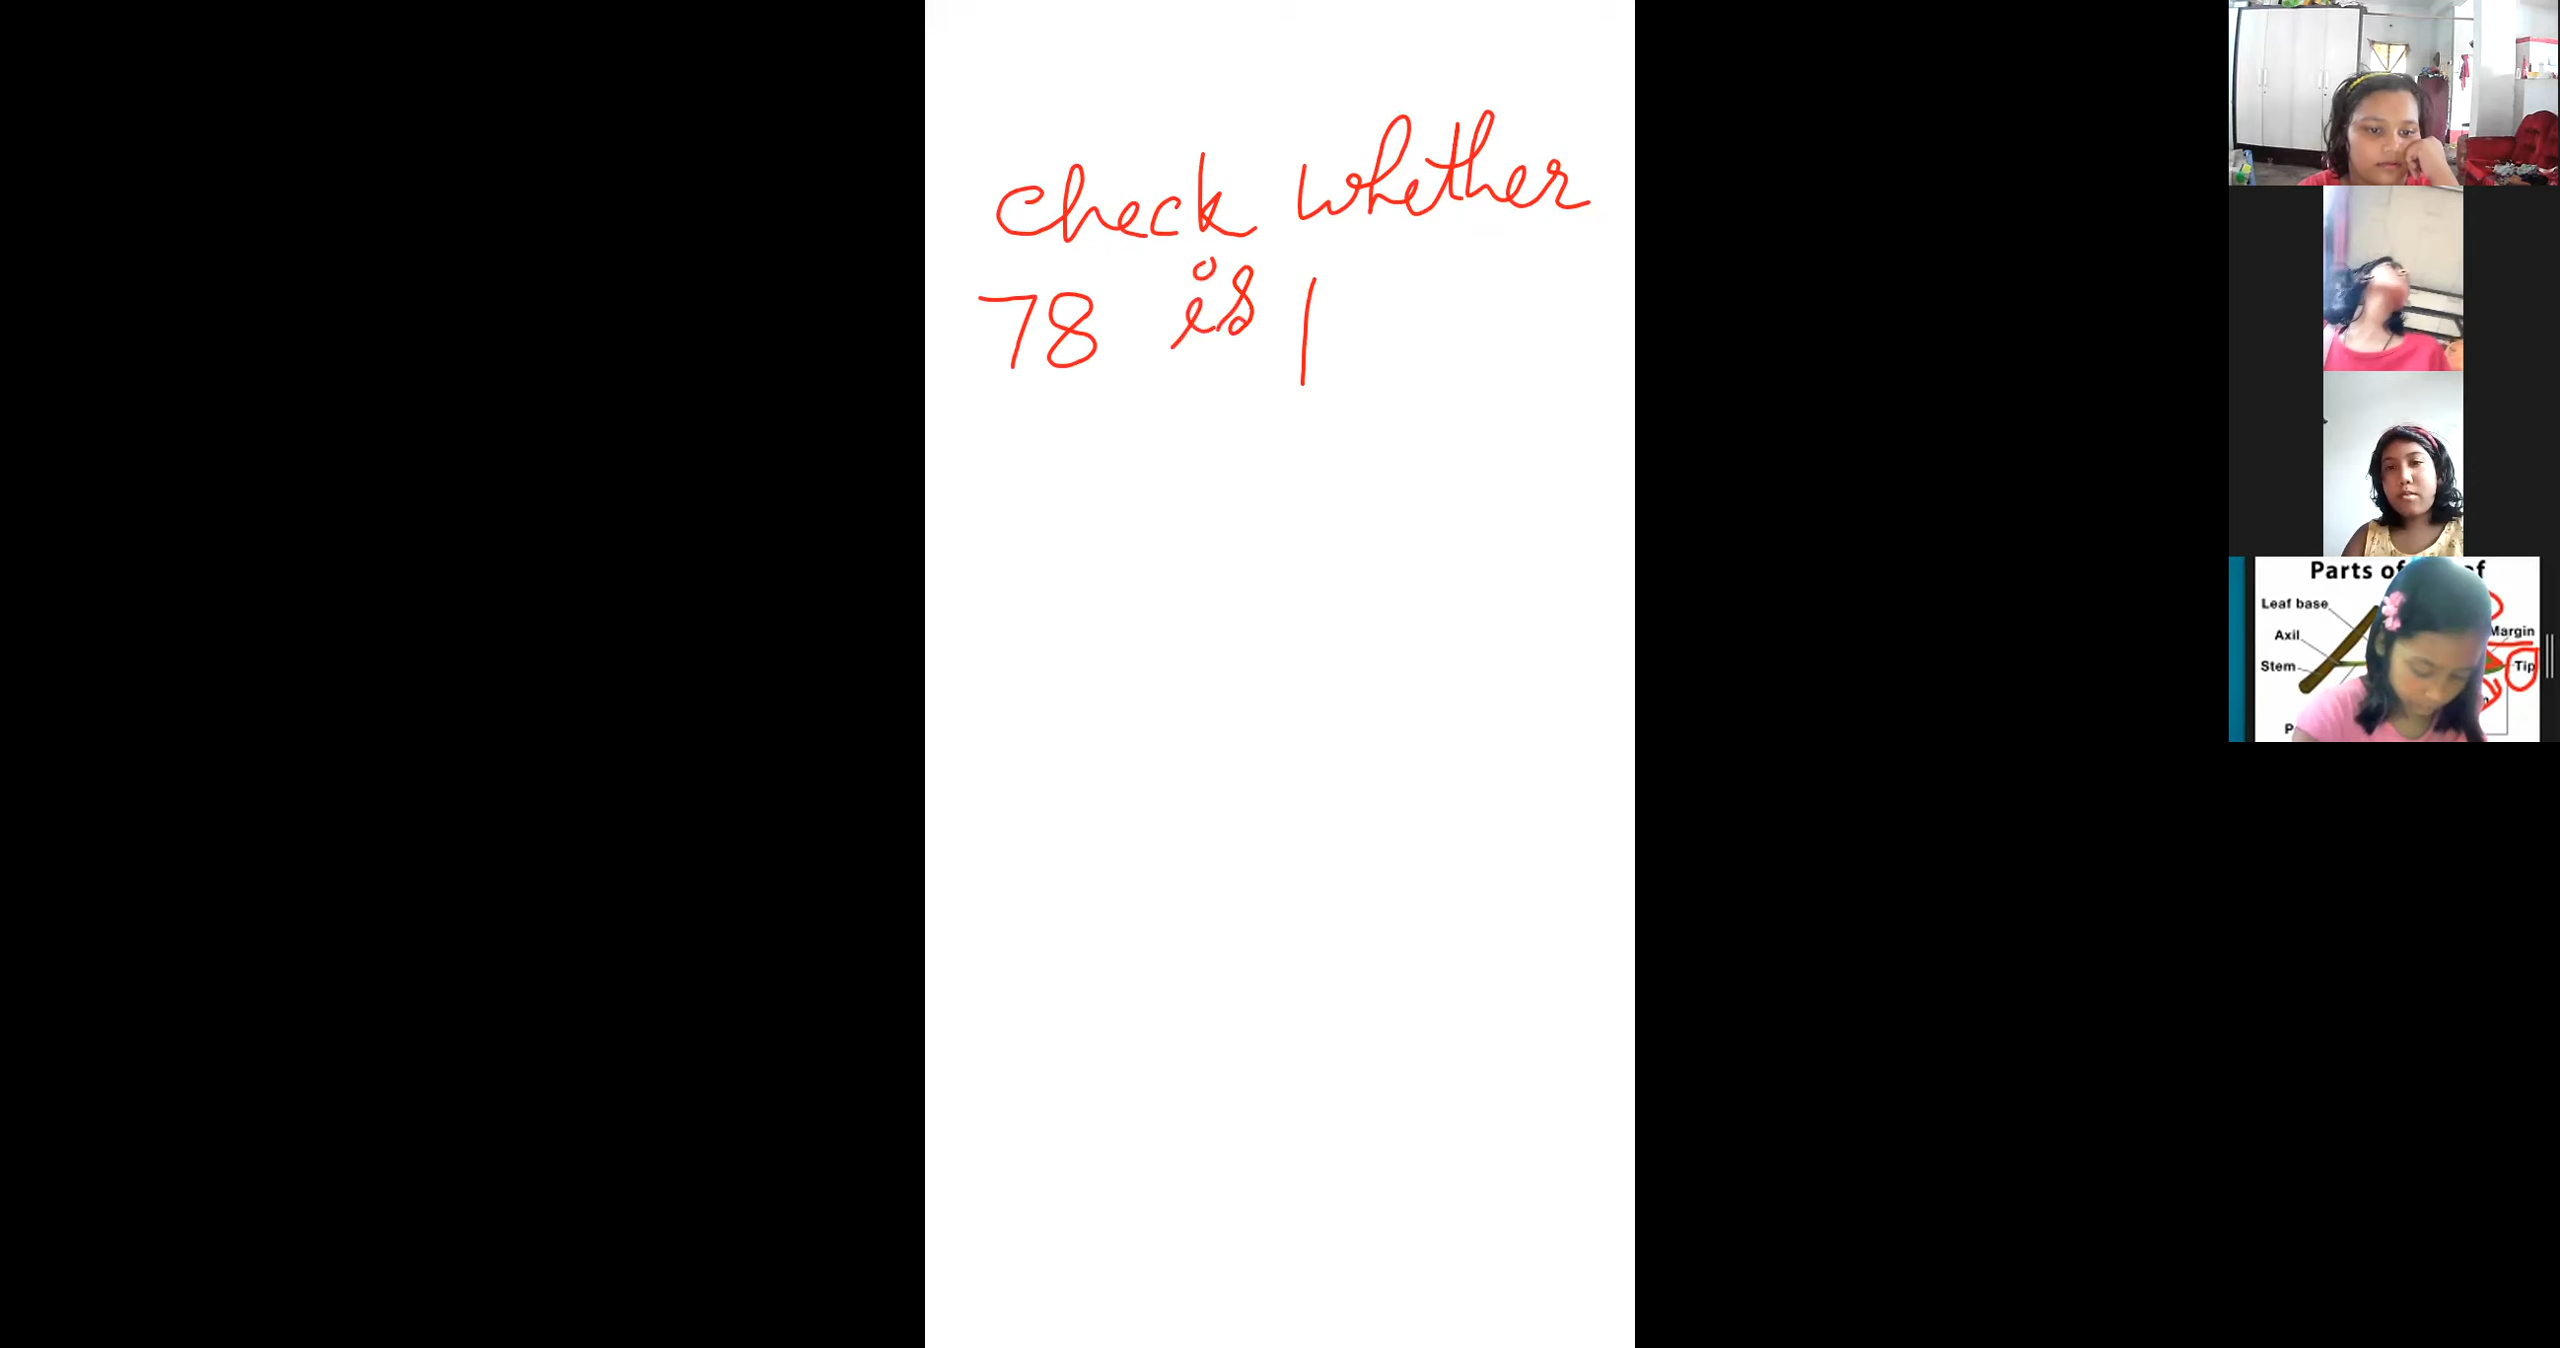 check whether
78 is
Parts of
Leaf base
Margin
Axil
Tip
Stem